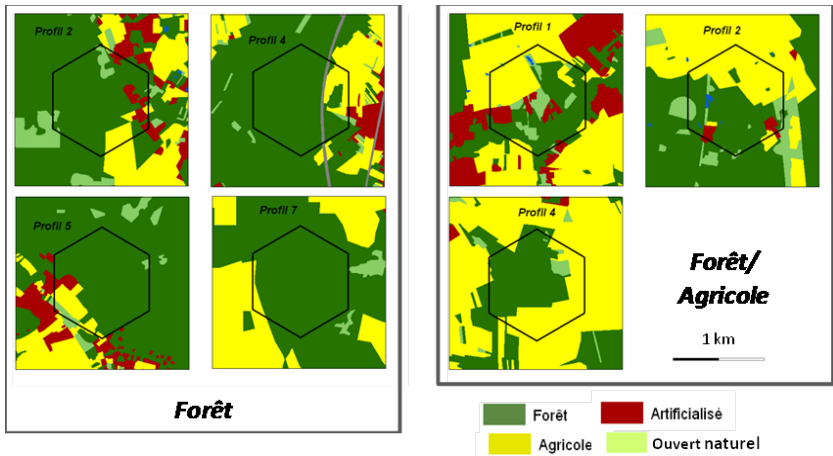 Profil 2
Profil 4
Profil 5
Profil 7
Forêt
Profil 1
Profil 2
Profil 4
Forêt/
Agricole
1 km
Forêt
Artificialisé
Agricole
Ouvert naturel